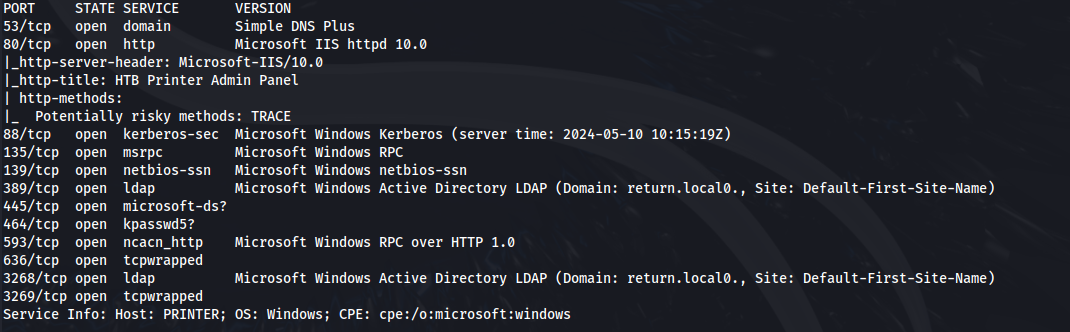 PORT     STATE SERVICE       VERSION
53/tcp   open  domain        Simple DNS Plus
80/tcp   open  http          Microsoft IIS httpd 10.0
|_http-server-header: Microsoft-IIS/10.0
|_http-title: HTB Printer Admin Panel
| http-methods:
|_  Potentially risky methods: TRACE
88/tcp   open  kerberos-sec  Microsoft Windows Kerberos (server time: 2024-05-10 10:15:19Z)
135/tcp  open  msrpc         Microsoft Windows RPC
139/tcp  open  netbios-ssn   Microsoft Windows netbios-ssn
389/tcp  open  ldap          Microsoft Windows Active Directory LDAP (Domain: return.local0., Site: Default-First-Site-Name)
445/tcp  open  microsoft-ds?
464/tcp  open  kpasswd5?
593/tcp  open  ncacn_http    Microsoft Windows RPC over HTTP 1.0
636/tcp  open  tcpwrapped
3268/tcp open  ldap          Microsoft Windows Active Directory LDAP (Domain: return.local0., Site: Default-First-Site-Name)
3269/tcp open  tcpwrapped
Service Info: Host: PRINTER; OS: Windows; CPE: cpe:/o:microsoft:windows